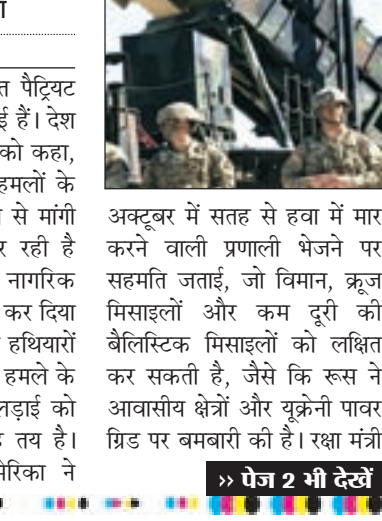 ा
त पैट्रियट
ई हैं। देश
को कहा,
हमलों के
से मांगी
र रही है
नागरिक
कर दिया
हथियारों
हमले के
लड़ाई को
तय है।
मेरिका ने
अक्टूबर में सतह से हवा में मार
करने वाली प्रणाली भेजने पर
सहमति जताई, जो विमान, क्रूज
मिसाइलों और कम दूरी की
बैलिस्टिक मिसाइलों को लक्षित
कर सकती है, जैसे कि रूस ने
आवासीय क्षेत्रों और यूक्रेनी पावर
ग्रिड पर बमबारी की है। रक्षा मंत्री
›› पेज 2 भी देखें